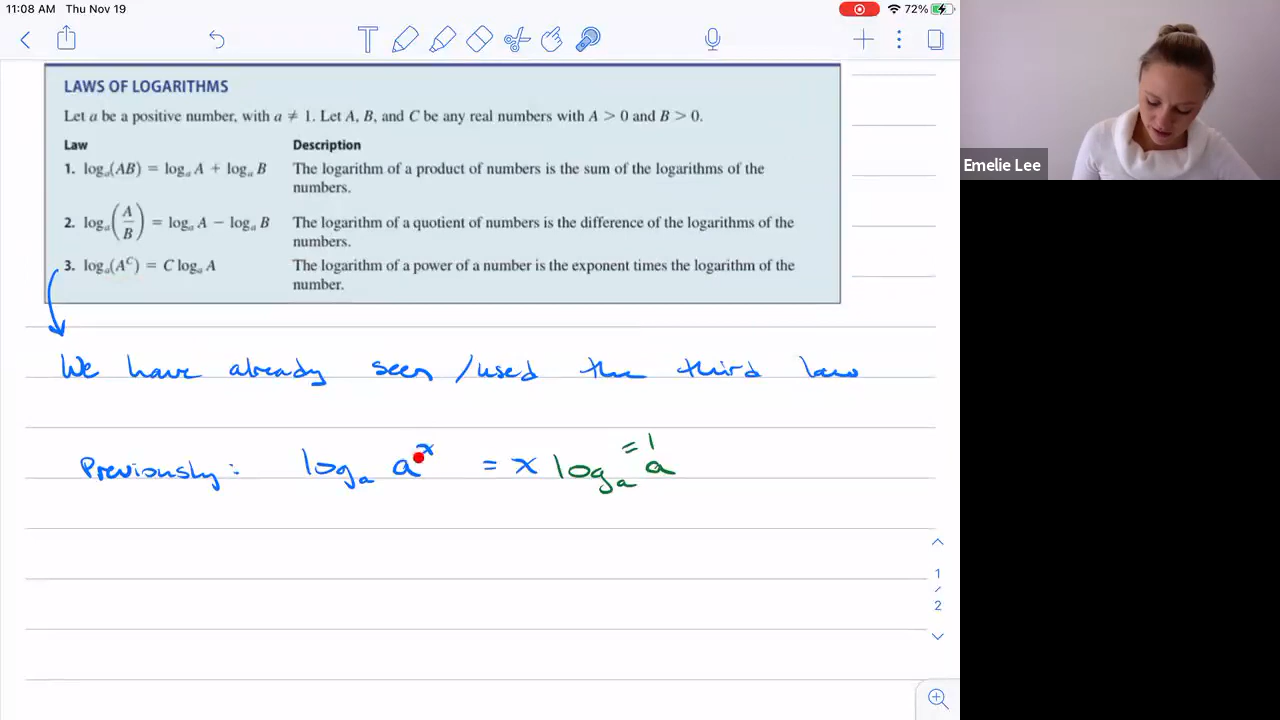 11:08 AM Thu Nov 19 72%
T
LAWS OF LOGARITHMS
Let a be a positive number, with a ≠ 1. Let A, B, and C be any real numbers with A > 0 and B > 0.
Law Description
1. logₐ(AB) = logₐ A + logₐ B The logarithm of a product of numbers is the sum of the logarithms of the
numbers.
2. logₐ(A/B) = logₐ A − logₐ B The logarithm of a quotient of numbers is the difference of the logarithms of the
numbers.
3. logₐ(A^C) = C logₐ A The logarithm of a power of a number is the exponent times the logarithm of the
number.
We have already seen /used the third law
= 1
Previously: logₐ a^x = x logₐ a
1
/
2
Emelie Lee